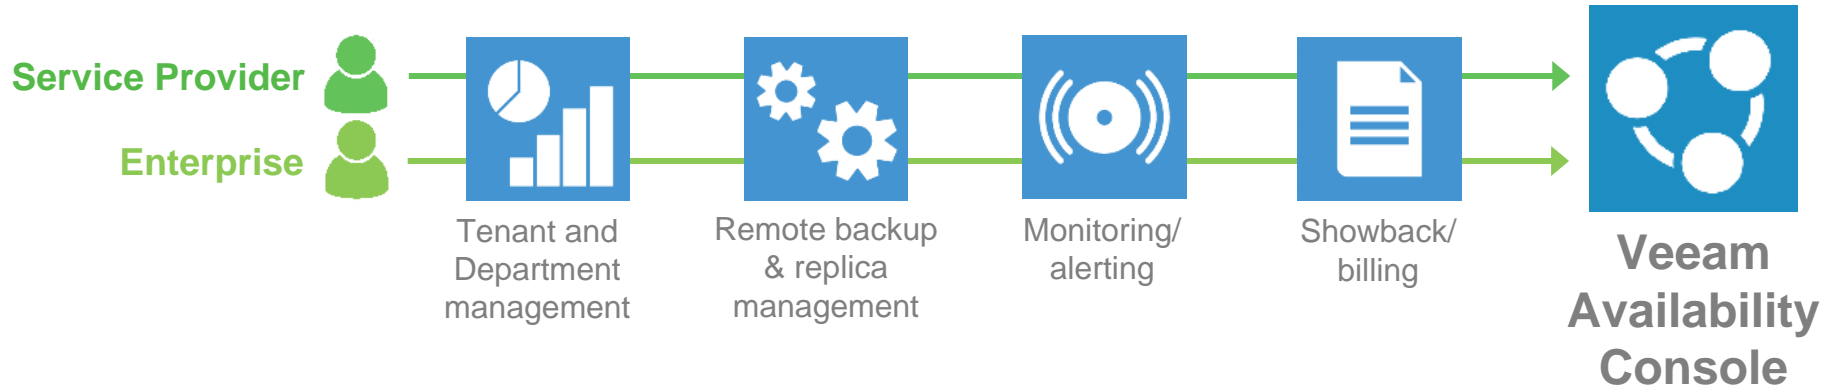 Service Provider
Enterprise
Tenant and
Department
management
Remote backup
& replica
management
Monitoring/
alerting
Showback/
billing
Veeam
Availability
Console